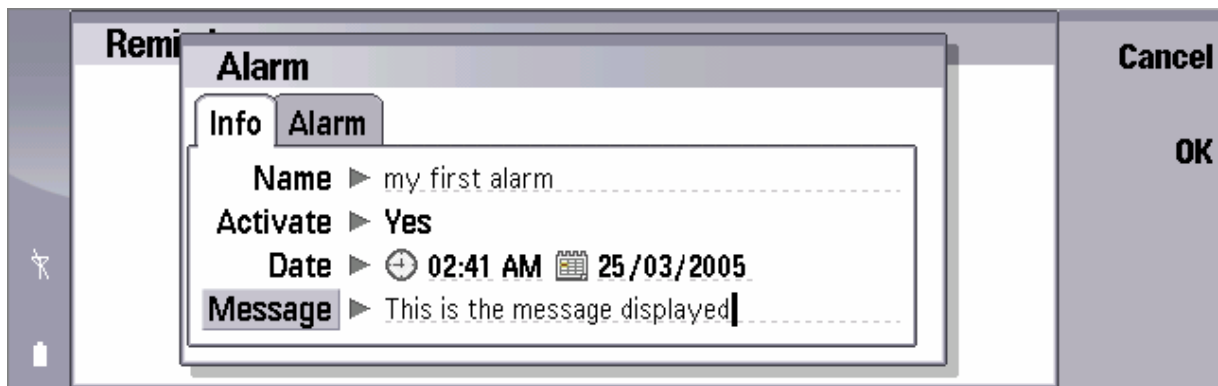 Alarm
Info Alarm
Name my first alarm
Activate Yes
Date 02:41 AM 25/03/2005
Message This is the message displayed
Cancel
OK